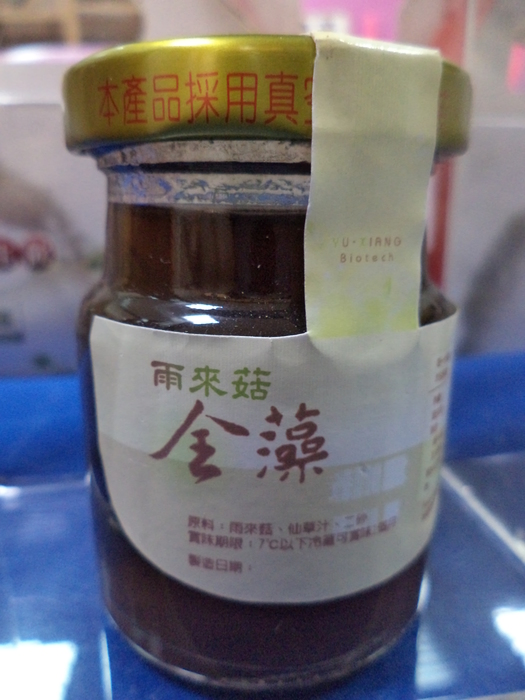 本產品採用真空
YU·XIANG
Biotech
雨來菇
全藻
原料：雨來菇、仙草汁、二砂
賞味期限：7℃以下冷藏可賞味
製造日期：